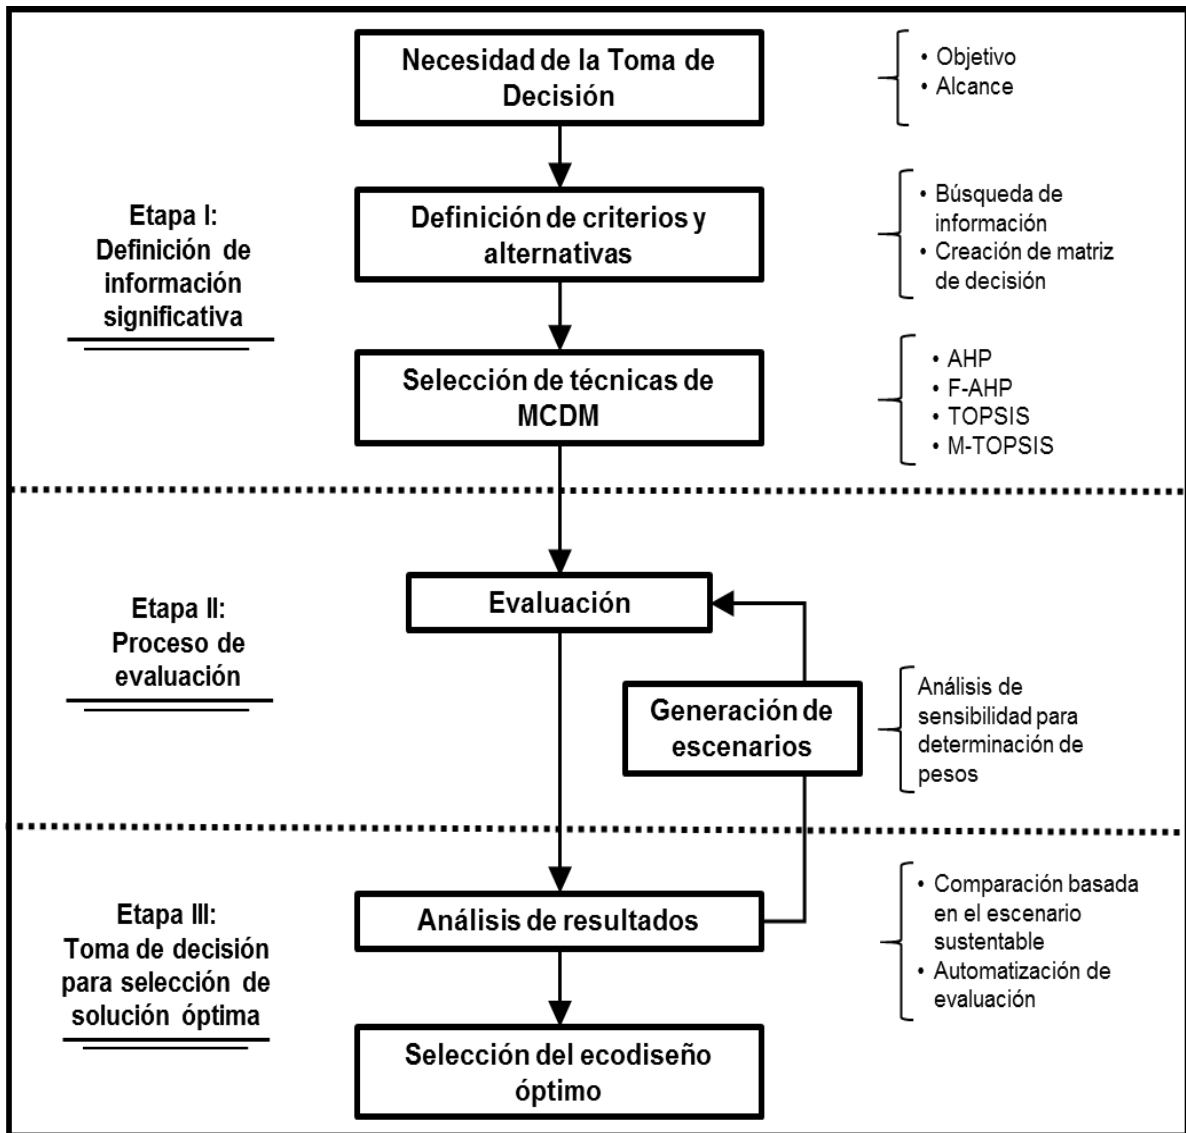 Necesidad de la Toma de
Decisión
• Objetivo
• Alcance
Etapa I:
Definición de
información
significativa
Definición de criterios y
alternativas
• Búsqueda de
información
• Creación de matriz
de decisión
Selección de técnicas de
MCDM
• AHP
• F-AHP
• TOPSIS
• M-TOPSIS
Etapa II:
Proceso de
evaluación
Evaluación
Generación de
escenarios
Análisis de
sensibilidad para
determinación de
pesos
Etapa III:
Toma de decisión
para selección de
solución óptima
Análisis de resultados
• Comparación basada
en el escenario
sustentable
• Automatización de
evaluación
Selección del ecodiseño
óptimo